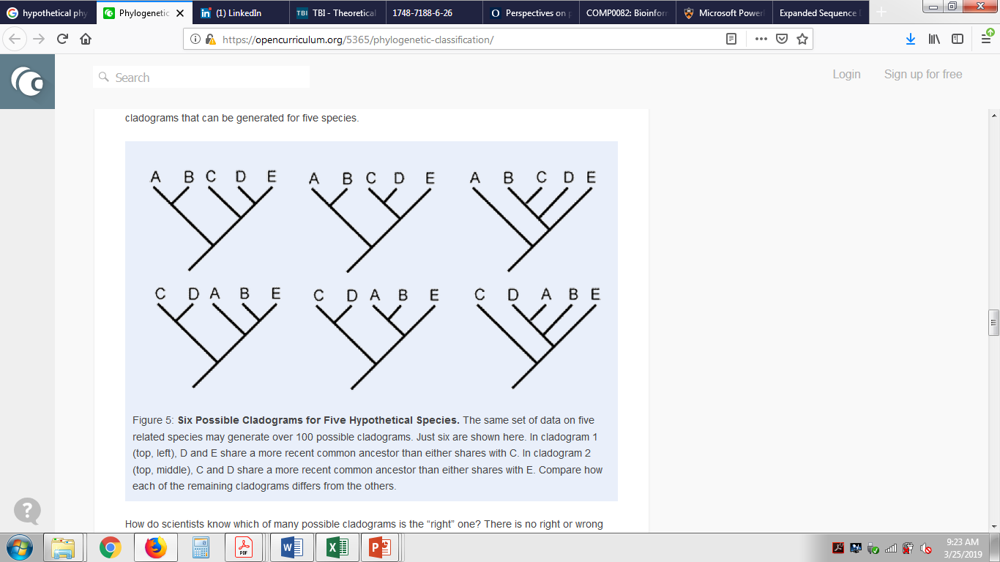 hypothetical phy
Phylogenetic
(1) LinkedIn
TBI TBI - Theoretical
1748-7188-6-26
Perspectives on p
COMP0082: Bioinform
Microsoft Power
Expanded Sequence
https://opencurriculum.org/5365/phylogenetic-classification/
Search
Login Sign up for free
cladograms that can be generated for five species.
A B C D E A B C D E A B C D E
C D A B E C D A B E C D A B E
Figure 5: Six Possible Cladograms for Five Hypothetical Species. The same set of data on five
related species may generate over 100 possible cladograms. Just six are shown here. In cladogram 1
(top, left), D and E share a more recent common ancestor than either shares with C. In cladogram 2
(top, middle), C and D share a more recent common ancestor than either shares with E. Compare how
each of the remaining cladograms differs from the others.
How do scientists know which of many possible cladograms is the “right” one? There is no right or wrong
9:23 AM
3/25/2019